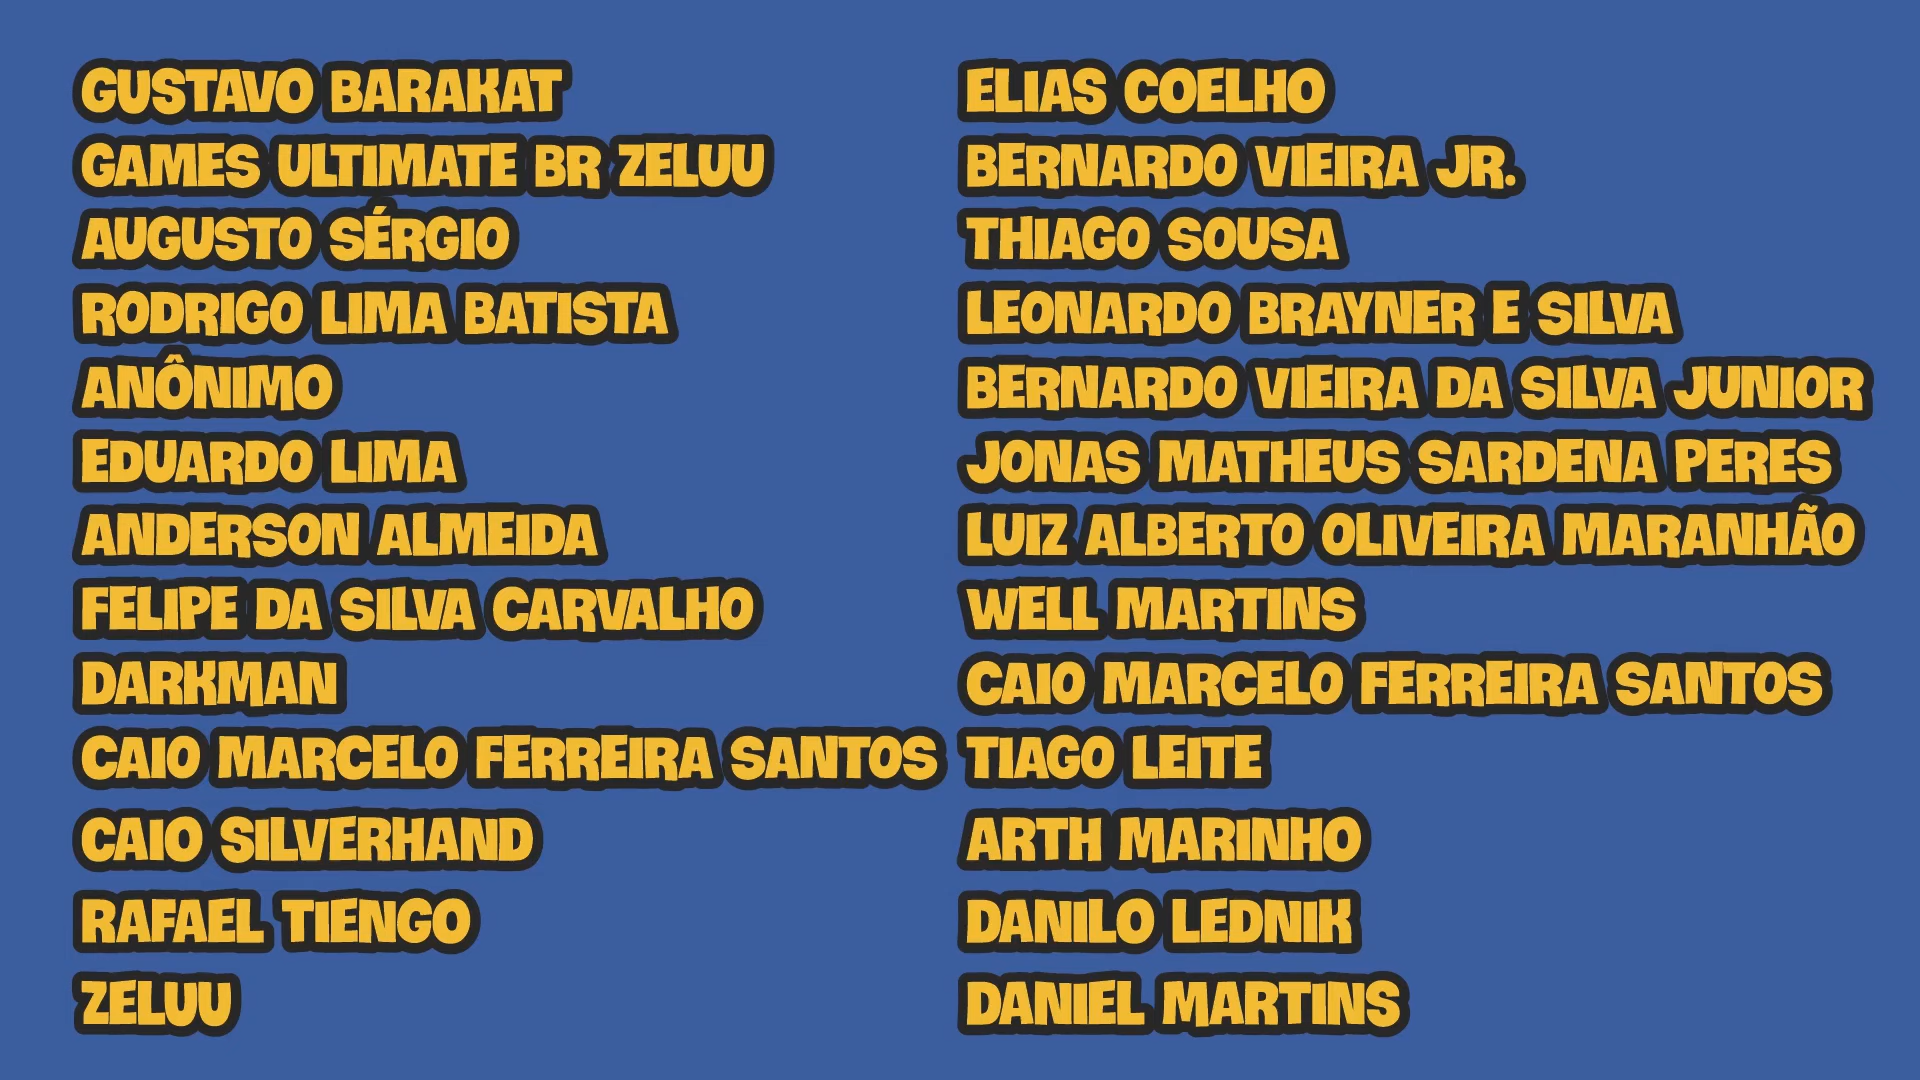 GUSTAVO BARAKAT
GAMES ULTIMATE BR ZELUU
AUGUSTO SÉRGIO
RODRIGO LIMA BATISTA
ANÔNIMO
EDUARDO LIMA
ANDERSON ALMEIDA
FELIPE DA SILVA CARVALHO
DARKMAN
CAIO MARCELO FERREIRA SANTOS
CAIO SILVERHAND
RAFAEL TIENGO
ZELUU
ELIAS COELHO
BERNARDO VIEIRA JR.
THIAGO SOUSA
LEONARDO BRAYNER E SILVA
BERNARDO VIEIRA DA SILVA JUNIOR
JONAS MATHEUS SARDENA PERES
LUIZ ALBERTO OLIVEIRA MARANHÃO
WELL MARTINS
CAIO MARCELO FERREIRA SANTOS
TIAGO LEITE
ARTH MARINHO
DANILO LEDNIK
DANIEL MARTINS